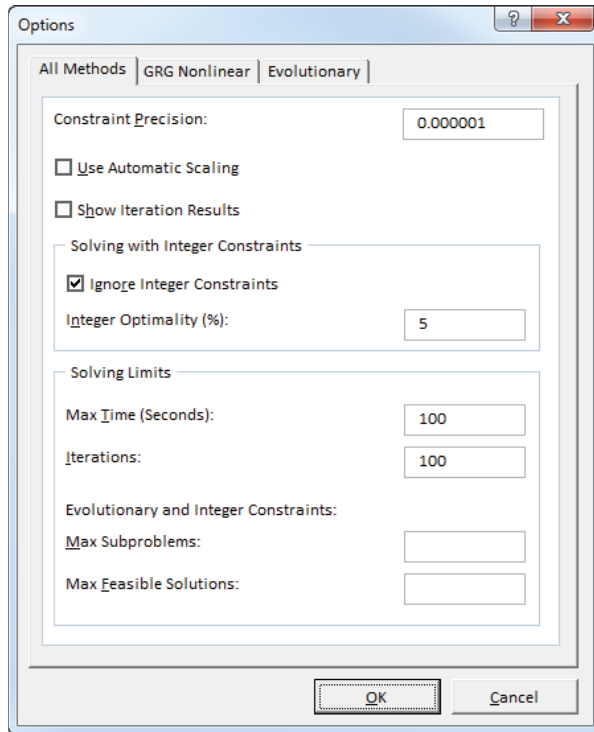 Options
All Methods GRG Nonlinear Evolutionary
Constraint Precision: 0.000001
Use Automatic Scaling
Show Iteration Results
Solving with Integer Constraints
Ignore Integer Constraints
Integer Optimality (%): 5
Solving Limits
Max Time (Seconds): 100
Iterations: 100
Evolutionary and Integer Constraints:
Max Subproblems:
Max Feasible Solutions:
OK Cancel